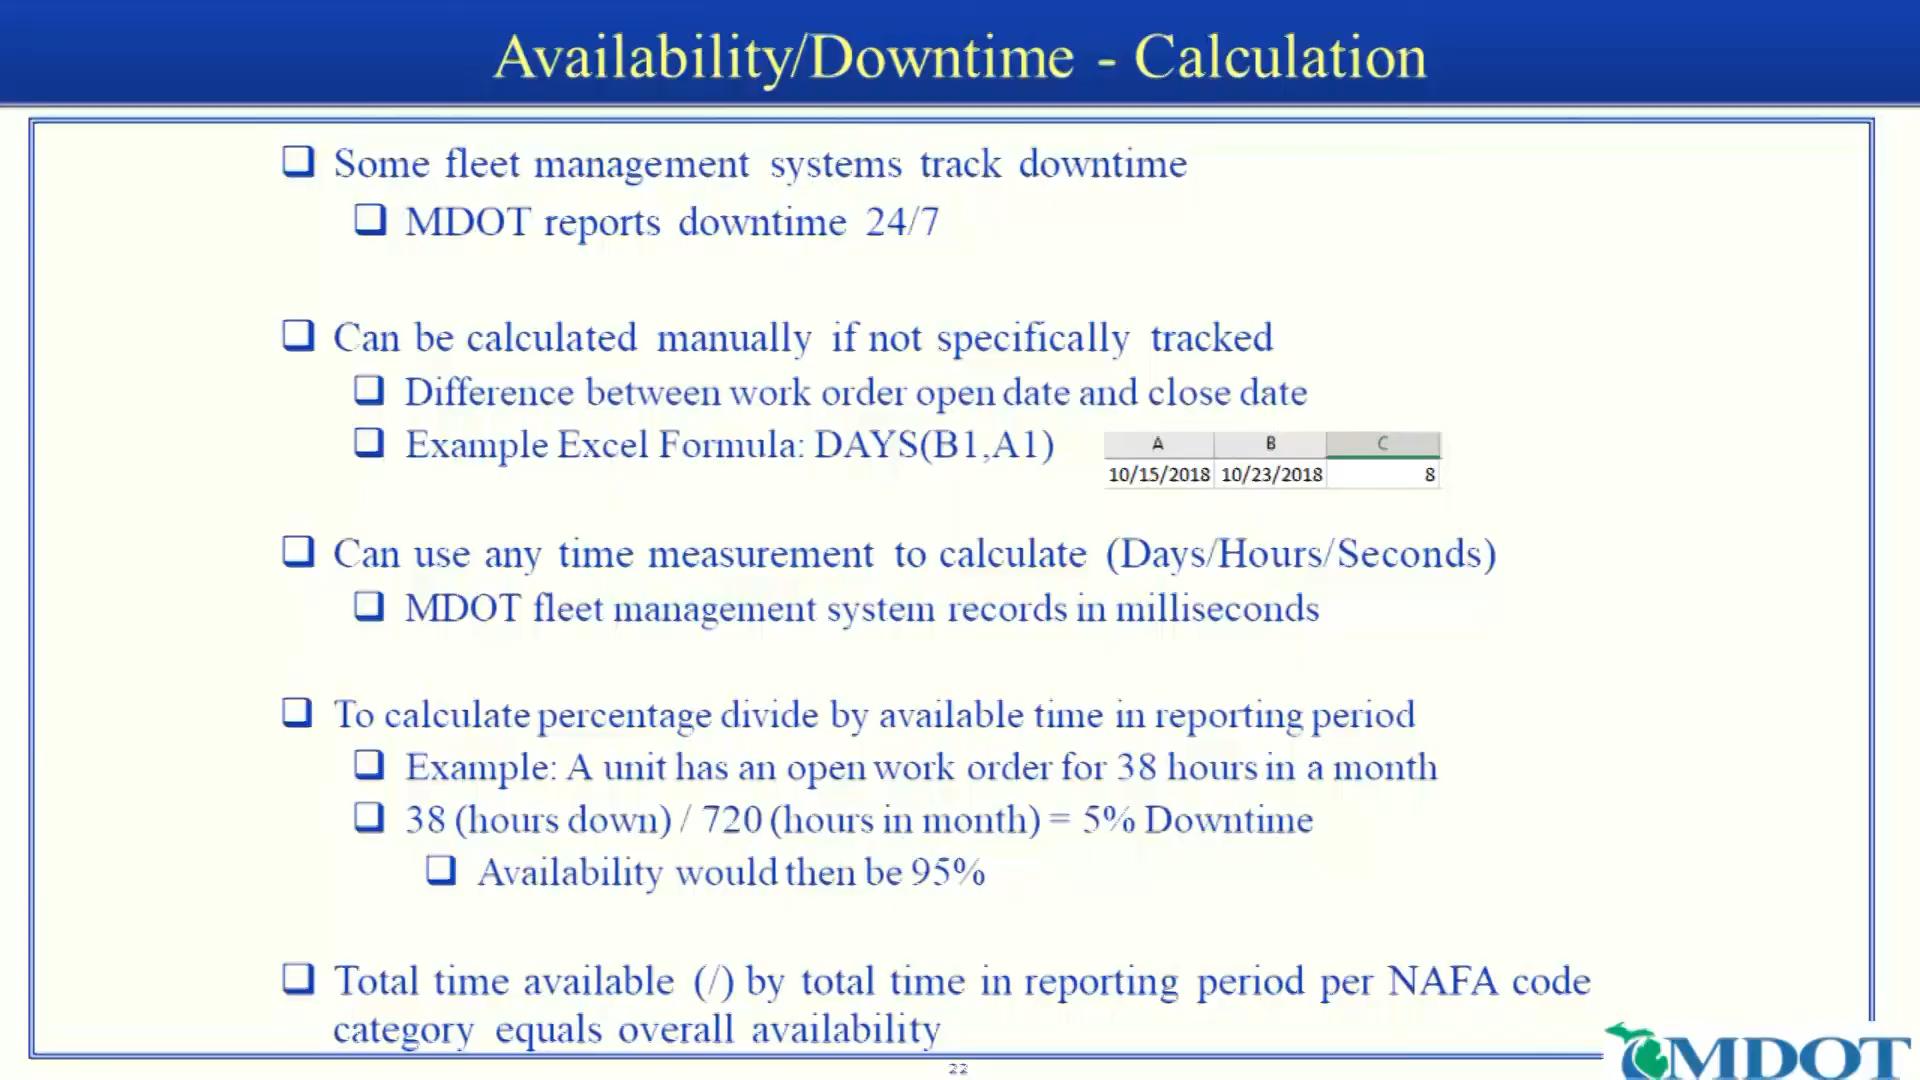 Availability/Downtime - Calculation
Some fleet management systems track downtime
MDOT reports downtime 24/7
Can be calculated manually if not specifically tracked
Difference between work order open date and close date
Example Excel Formula: DAYS(B1,A1)
A B C
10/15/2018 10/23/2018 8
Can use any time measurement to calculate (Days/Hours/Seconds)
MDOT fleet management system records in milliseconds
To calculate percentage divide by available time in reporting period
Example: A unit has an open work order for 38 hours in a month
38 (hours down) / 720 (hours in month) = 5% Downtime
Availability would then be 95%
Total time available (/) by total time in reporting period per NAFA code
category equals overall availability
MDOT
22